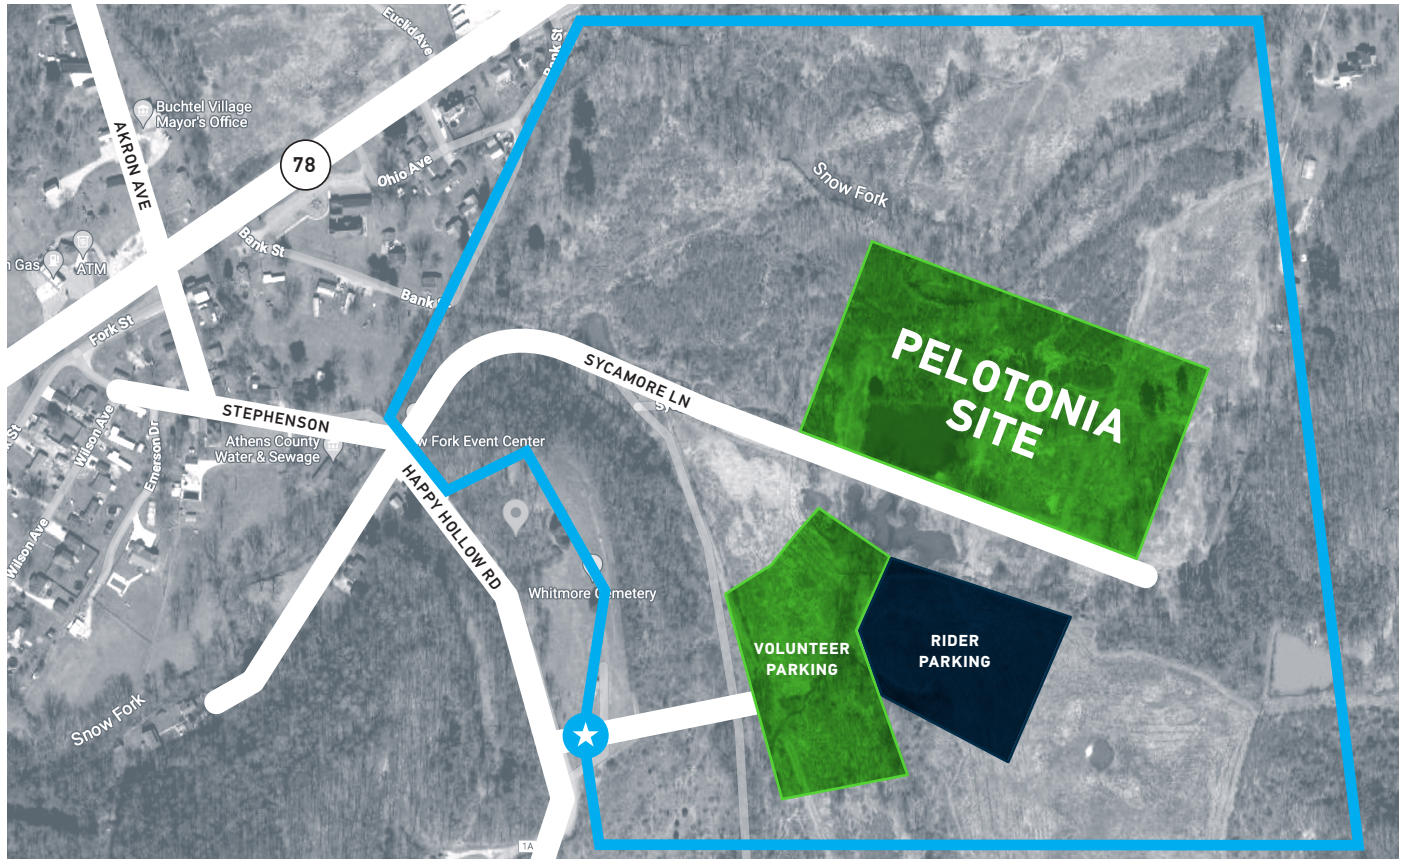 Euclid Ave
Bank St
Buchtel Village
Mayor's Office
AKRON AVE
78
Ohio Ave
Snow Fork
Bank St
n Gas
ATM
Bank S
Fork St
PELOTONIA
SITE
SYCAMORE LN
STEPHENSON
Athens County
Water & Sewage
w Fork Event Center
Wilson Ave
Emerson Dr
k St
HAPPY HOLLOW RD
Wilson Ave
Whitmore Cemetery
VOLUNTEER
PARKING
RIDER
PARKING
Snow Fork
1A